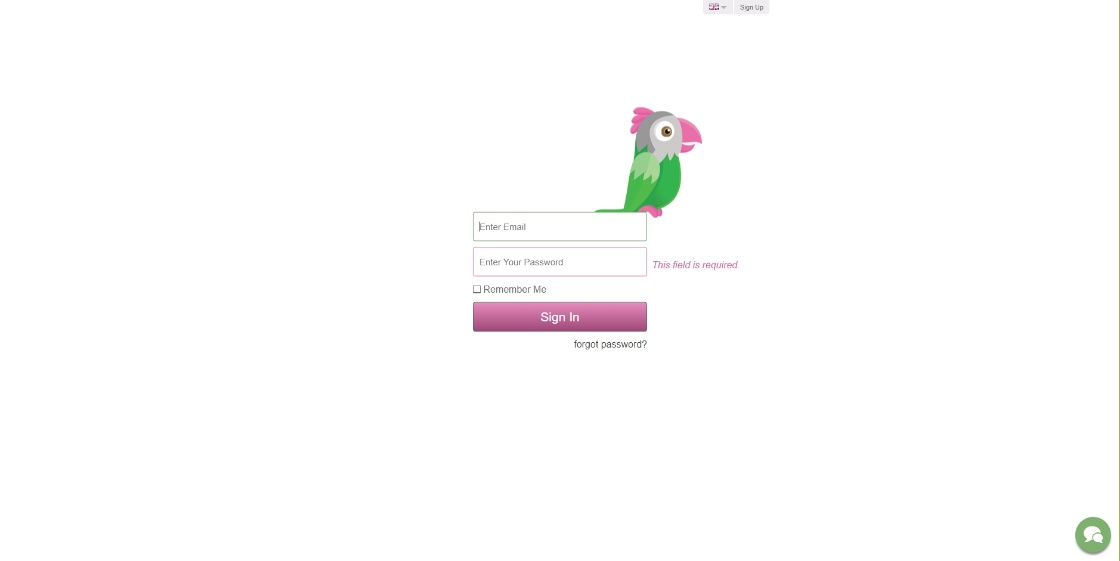 Sign Up
Enter Email
Enter Your Password
This field is required.
Remember Me
Sign In
forgot password?